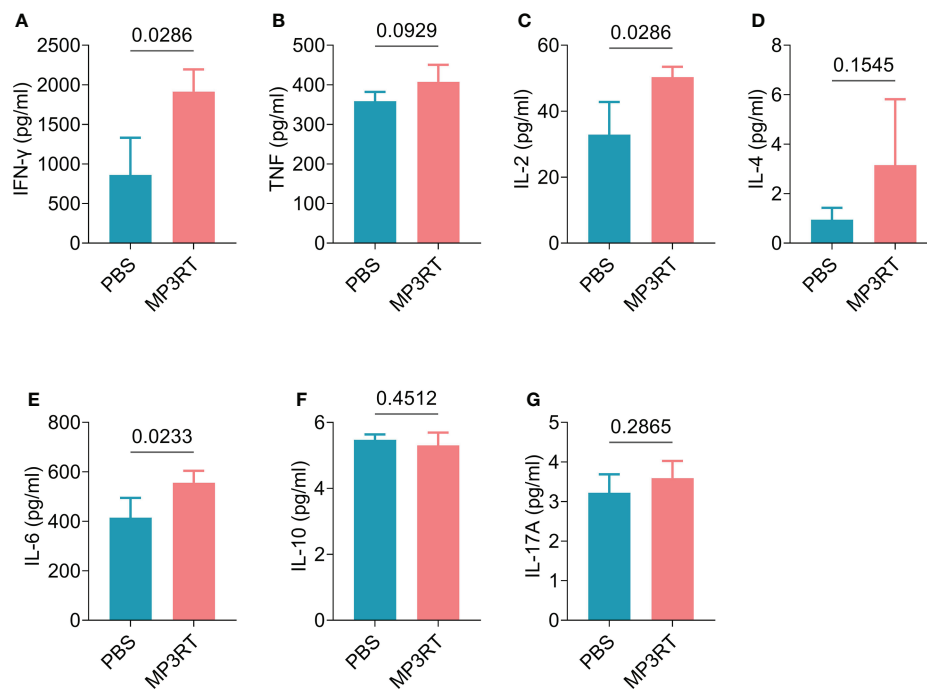 A
0.0286
IFN-γ (pg/ml)
2500
2000
1500
1000
500
0
PBS
MP3RT
B
0.0929
TNF (pg/ml)
500
400
300
200
100
0
PBS
MP3RT
C
0.0286
IL-2 (pg/ml)
60
40
20
0
PBS
MP3RT
D
0.1545
IL-4 (pg/ml)
8
6
4
2
0
PBS
MP3RT
E
0.0233
IL-6 (pg/ml)
800
600
400
200
0
PBS
MP3RT
F
0.4512
IL-10 (pg/ml)
6
4
2
0
PBS
MP3RT
G
0.2865
IL-17A (pg/ml)
5
4
3
2
1
0
PBS
MP3RT